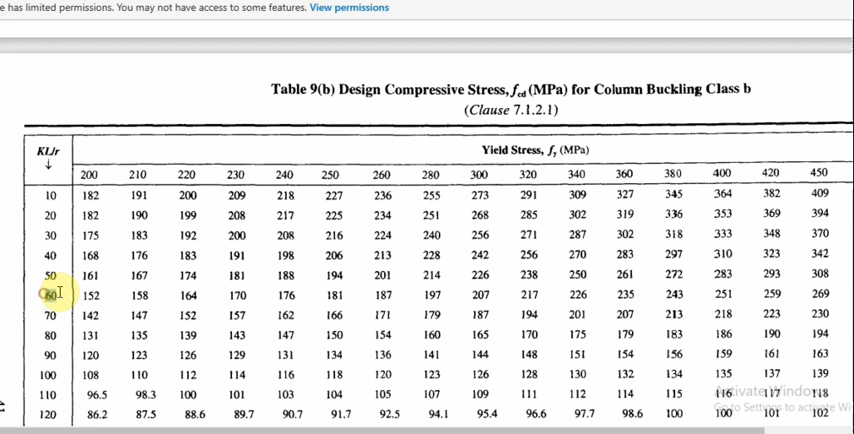 e has limited permissions. You may not have access to some features. View permissions
Table 9(b) Design Compressive Stress, fcd (MPa) for Column Buckling Class b
(Clause 7.1.2.1)
KL/r
↓
Yield Stress, fy (MPa)
200 210 220 230 240 250 260 280 300 320 340 360 380 400 420 450
10 182 191 200 209 218 227 236 255 273 291 309 327 345 364 382 409
20 182 190 199 208 217 225 234 251 268 285 302 319 336 353 369 394
30 175 183 192 200 208 216 224 240 256 271 287 302 318 333 348 370
40 168 176 183 191 198 206 213 228 242 256 270 283 297 310 323 342
50 161 167 174 181 188 194 201 214 226 238 250 261 272 283 293 308
60 152 158 164 170 176 181 187 197 207 217 226 235 243 251 259 269
70 142 147 152 157 162 166 171 179 187 194 201 207 213 218 223 230
80 131 135 139 143 147 150 154 160 165 170 175 179 183 186 190 194
90 120 123 126 129 131 134 136 141 144 148 151 154 156 159 161 163
100 108 110 112 114 116 118 120 123 126 128 130 132 134 135 137 139
110 96.5 98.3 100 101 103 104 105 107 109 111 112 114 115 116 117 118
120 86.2 87.5 88.6 89.7 90.7 91.7 92.5 94.1 95.4 96.6 97.7 98.6 100 100 101 102
41
Activate Windows
Go to Settings to activate Wi